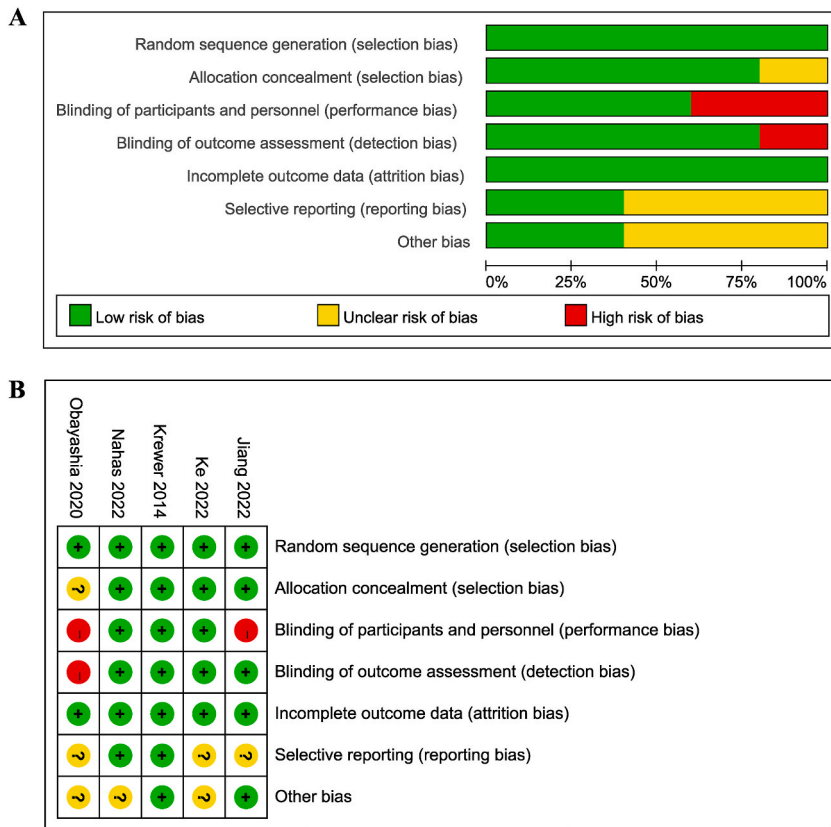 A
Random sequence generation (selection bias)
Allocation concealment (selection bias)
Blinding of participants and personnel (performance bias)
Blinding of outcome assessment (detection bias)
Incomplete outcome data (attrition bias)
Selective reporting (reporting bias)
Other bias
0% 25% 50% 75% 100%
Low risk of bias Unclear risk of bias High risk of bias
B
Obayashia 2020
Nahas 2022
Krewer 2014
Ke 2022
Jiang 2022
+ + + + + Random sequence generation (selection bias)
? + + + + Allocation concealment (selection bias)
- + + + - Blinding of participants and personnel (performance bias)
- + + + + Blinding of outcome assessment (detection bias)
+ + + + + Incomplete outcome data (attrition bias)
? + + ? ? Selective reporting (reporting bias)
? ? + ? + Other bias